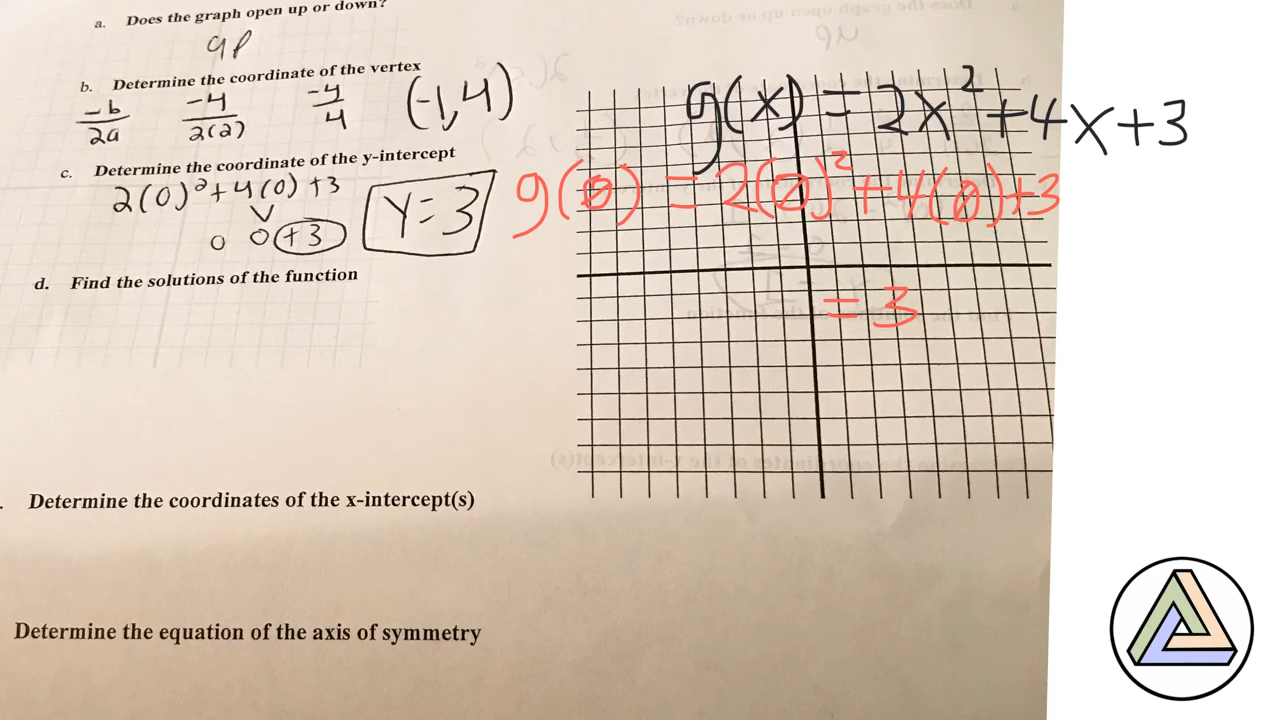 a. Does the graph open up or down?
up
b. Determine the coordinate of the vertex
-b/2a -4/2(2) -4/4 (-1, 4)
g(x) = 2x² + 4x + 3
c. Determine the coordinate of the y-intercept
2(0)² + 4(0) + 3
0 0 + 3
Y = 3
g(0) = 2(0)² + 4(0) + 3
= 3
d. Find the solutions of the function
. Determine the coordinates of the x-intercept(s)
Determine the equation of the axis of symmetry